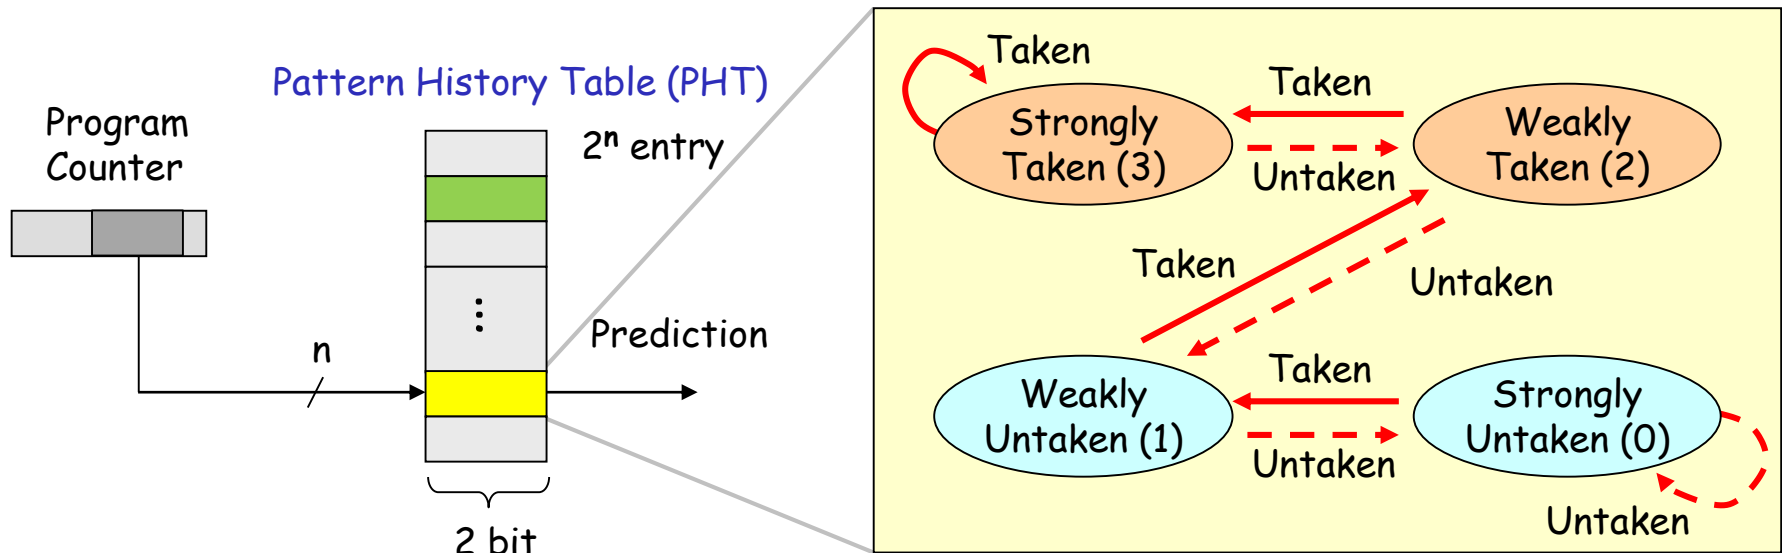 Pattern History Table (PHT)
Program
Counter
2ⁿ entry
⋮
n
Prediction
2 bit
Taken
Strongly
Taken (3)
Taken
Untaken
Weakly
Taken (2)
Taken
Untaken
Weakly
Untaken (1)
Taken
Untaken
Strongly
Untaken (0)
Untaken